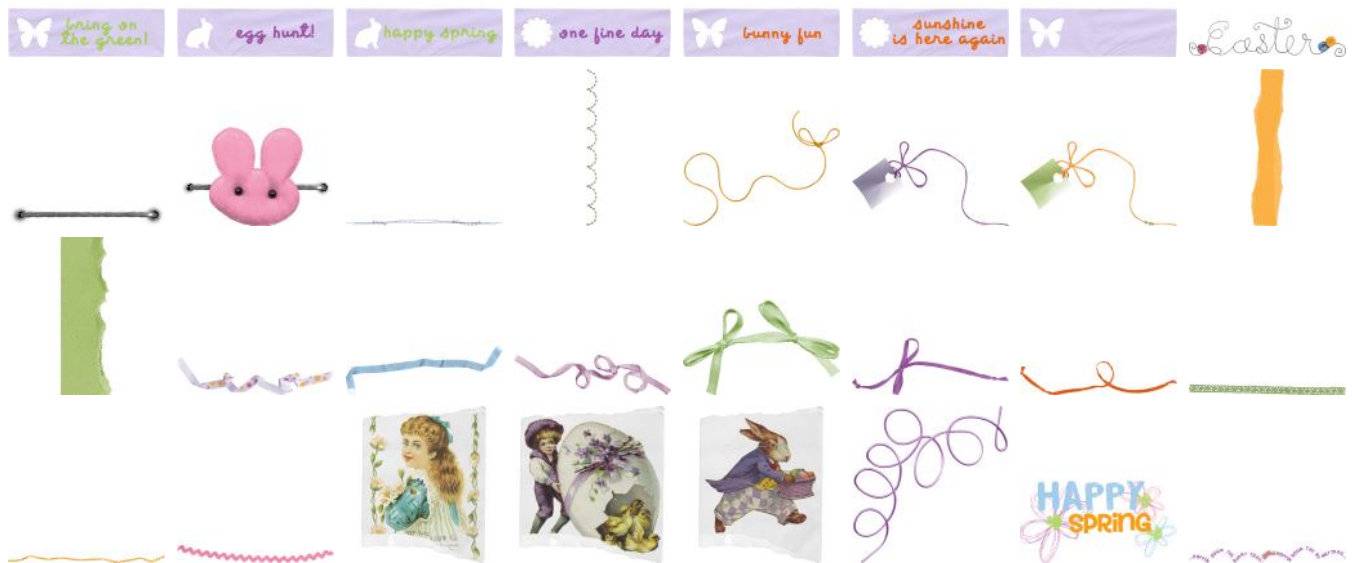 bring on
the green!
egg hunt!
happy spring
one fine day
bunny fun
sunshine
is here again
Easter
HAPPY
SPRING